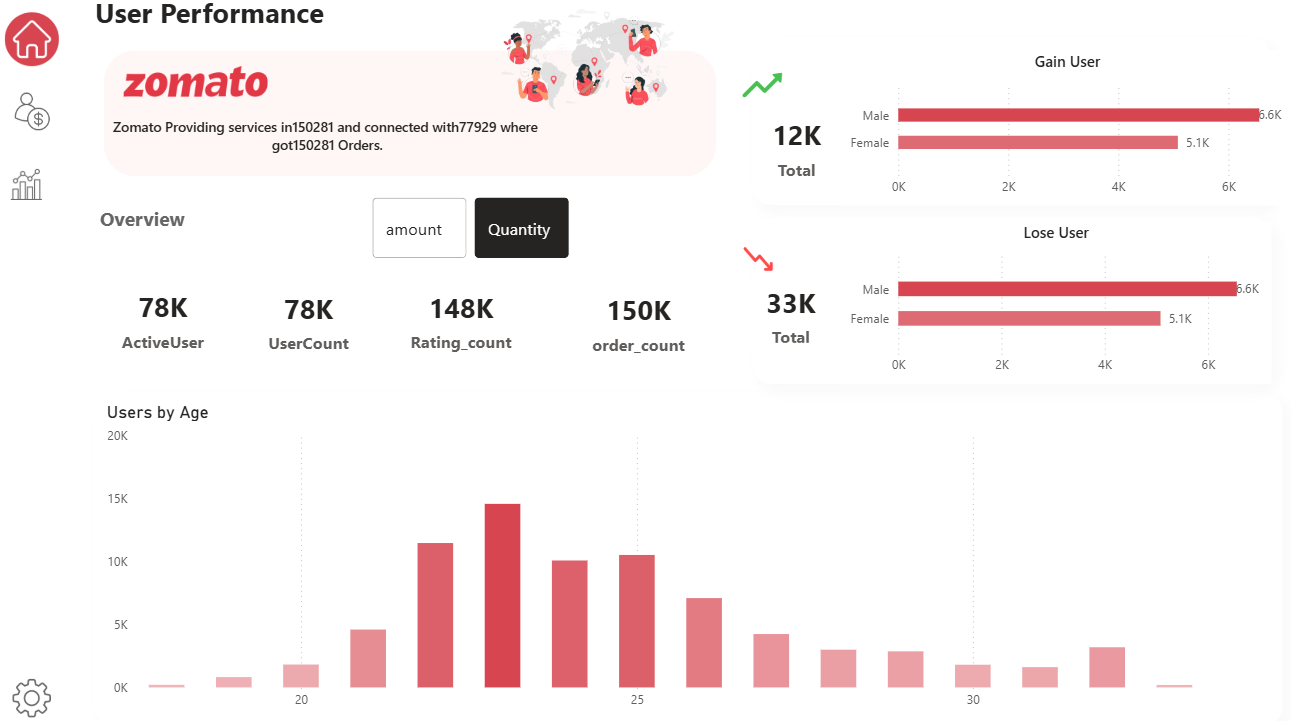 User Performance
zomato
Zomato Providing services in150281 and connected with77929 where
got150281 Orders.
Gain User
12K
Total
Male
6.6K
Female
5.1K
0K
2K
4K
6K
Overview
amount
Quantity
Lose User
33K
Total
Male
6.6K
Female
5.1K
0K
2K
4K
6K
78K
ActiveUser
78K
UserCount
148K
Rating_count
150K
order_count
Users by Age
20K
15K
10K
5K
0K
20
25
30